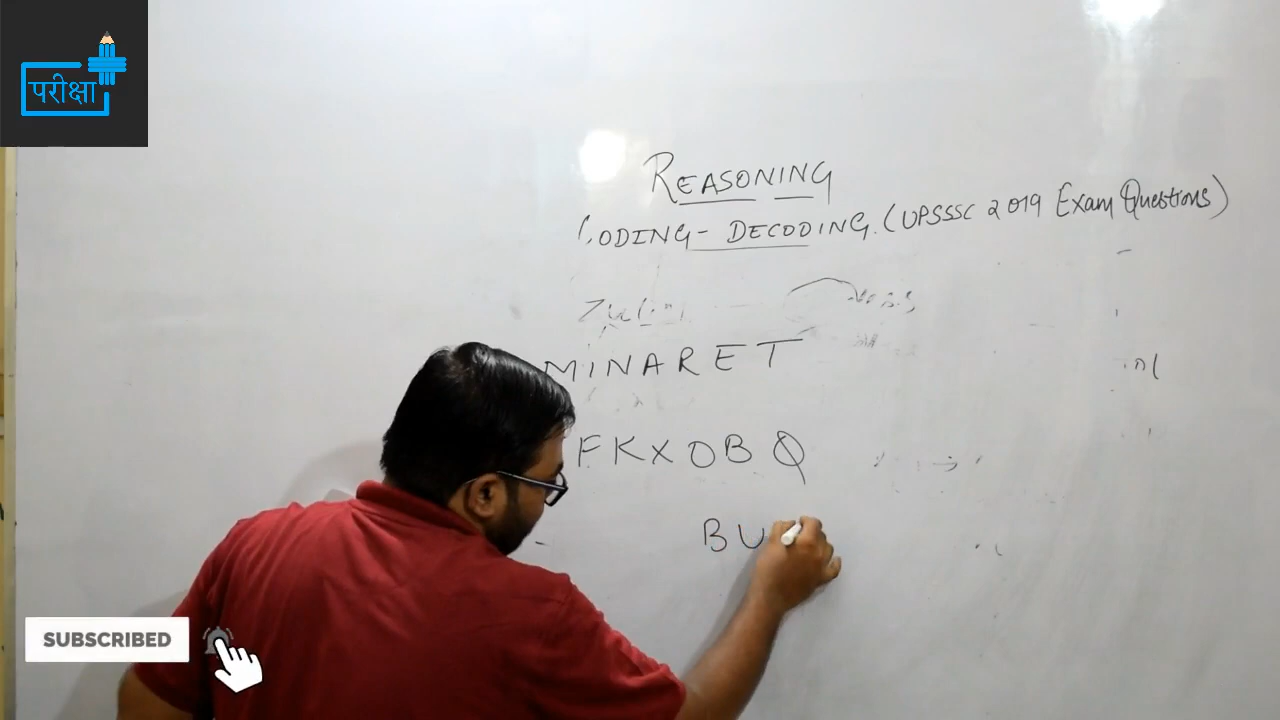 परीक्षा
REASONING
CODING- DECODING. (UPSSSC 2019 Exam Questions)
MINARET
FKXOBQ
BU
SUBSCRIBED